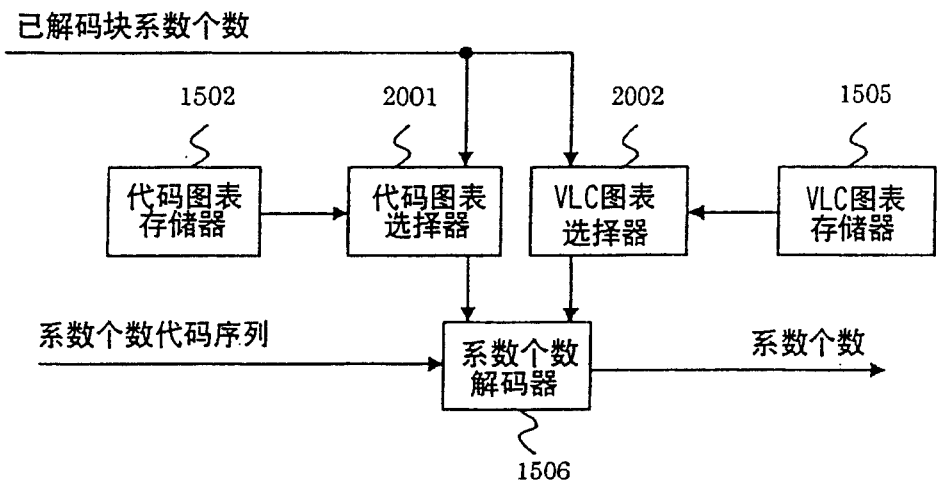 已解码块系数个数
1502
2001
2002
1505
代码图表
存储器
代码图表
选择器
VLC图表
选择器
VLC图表
存储器
系数个数代码序列
系数个数
解码器
系数个数
1506